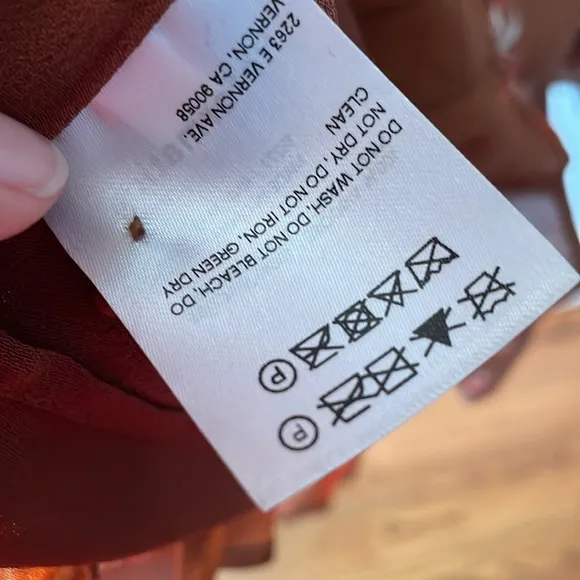 2263 E VERNON AVE.
VERNON, CA 90058
DO NOT WASH, DO NOT BLEACH, DO
NOT DRY, DO NOT IRON, GREEN DRY
CLEAN
P
P